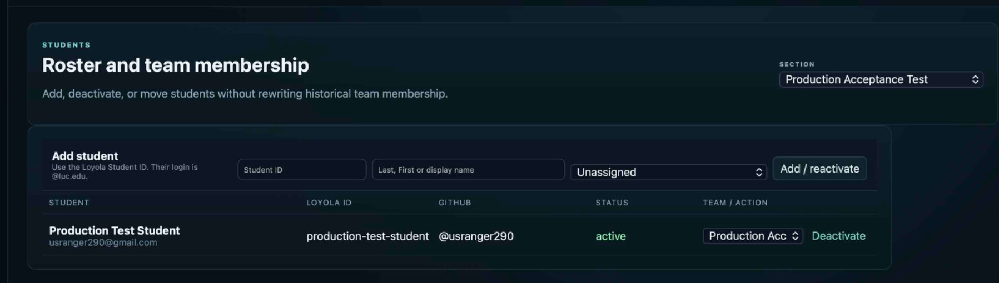 STUDENTS
Roster and team membership
Add, deactivate, or move students without rewriting historical team membership.
SECTION
Production Acceptance Test
Add student
Use the Loyola Student ID. Their login is
@luc.edu.
Student ID
Last, First or display name
Unassigned
Add / reactivate
STUDENT LOYOLA ID GITHUB STATUS TEAM / ACTION
Production Test Student
usranger290@gmail.com
production-test-student @usranger290 active Production Acc Deactivate